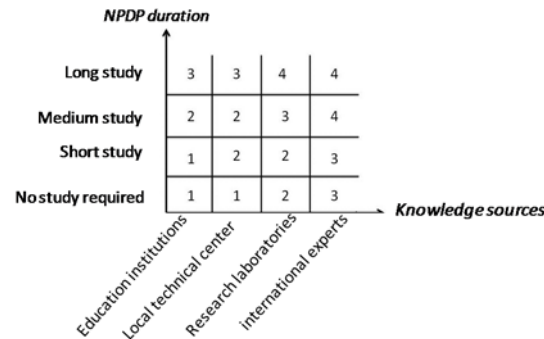 NPDP duration
Long study 3 3 4 4
Medium study 2 2 3 4
Short study 1 2 2 3
No study required 1 1 2 3
Knowledge sources
Education institutions
Local technical center
Research laboratories
international experts